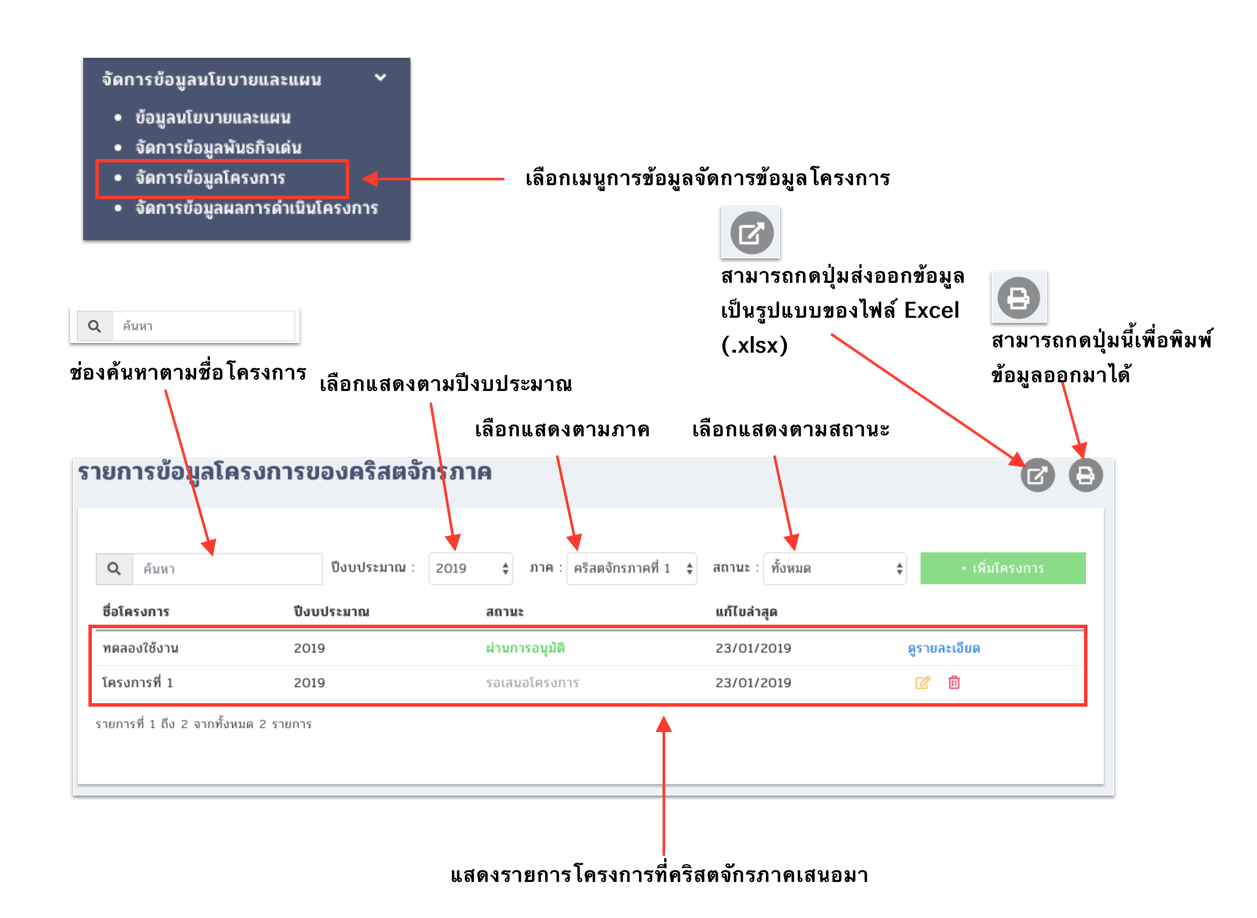 จัดการข้อมูลนโยบายและแผน
• ข้อมูลนโยบายและแผน
• จัดการข้อมูลพันธกิจเด่น
• จัดการข้อมูลโครงการ
• จัดการข้อมูลผลการดำเนินโครงการ
เลือกเมนูการข้อมูลจัดการข้อมูลโครงการ
สามารถกดปุ่มส่งออกข้อมูล
เป็นรูปแบบของไฟล์ Excel
(.xlsx)
สามารถกดปุ่มนี้เพื่อพิมพ์
ข้อมูลออกมาได้
ค้นหา
ช่องค้นหาตามชื่อโครงการ
เลือกแสดงตามปีงบประมาณ
เลือกแสดงตามภาค
เลือกแสดงตามสถานะ
รายการข้อมูลโครงการของคริสตจักรภาค
ค้นหา ปีงบประมาณ : 2019 ภาค : คริสจักรภาคที่ 1 สถานะ : ทั้งหมด + เพิ่มโครงการ
ชื่อโครงการ ปีงบประมาณ สถานะ แก้ไขล่าสุด
ทดลองใช้งาน 2019 ผ่านการอนุมัติ 23/01/2019 ดูรายละเอียด
โครงการที่ 1 2019 รอเสนอโครงการ 23/01/2019
รายการที่ 1 ถึง 2 จากทั้งหมด 2 รายการ
แสดงรายการโครงการที่คริสตจักรภาคเสนอมา